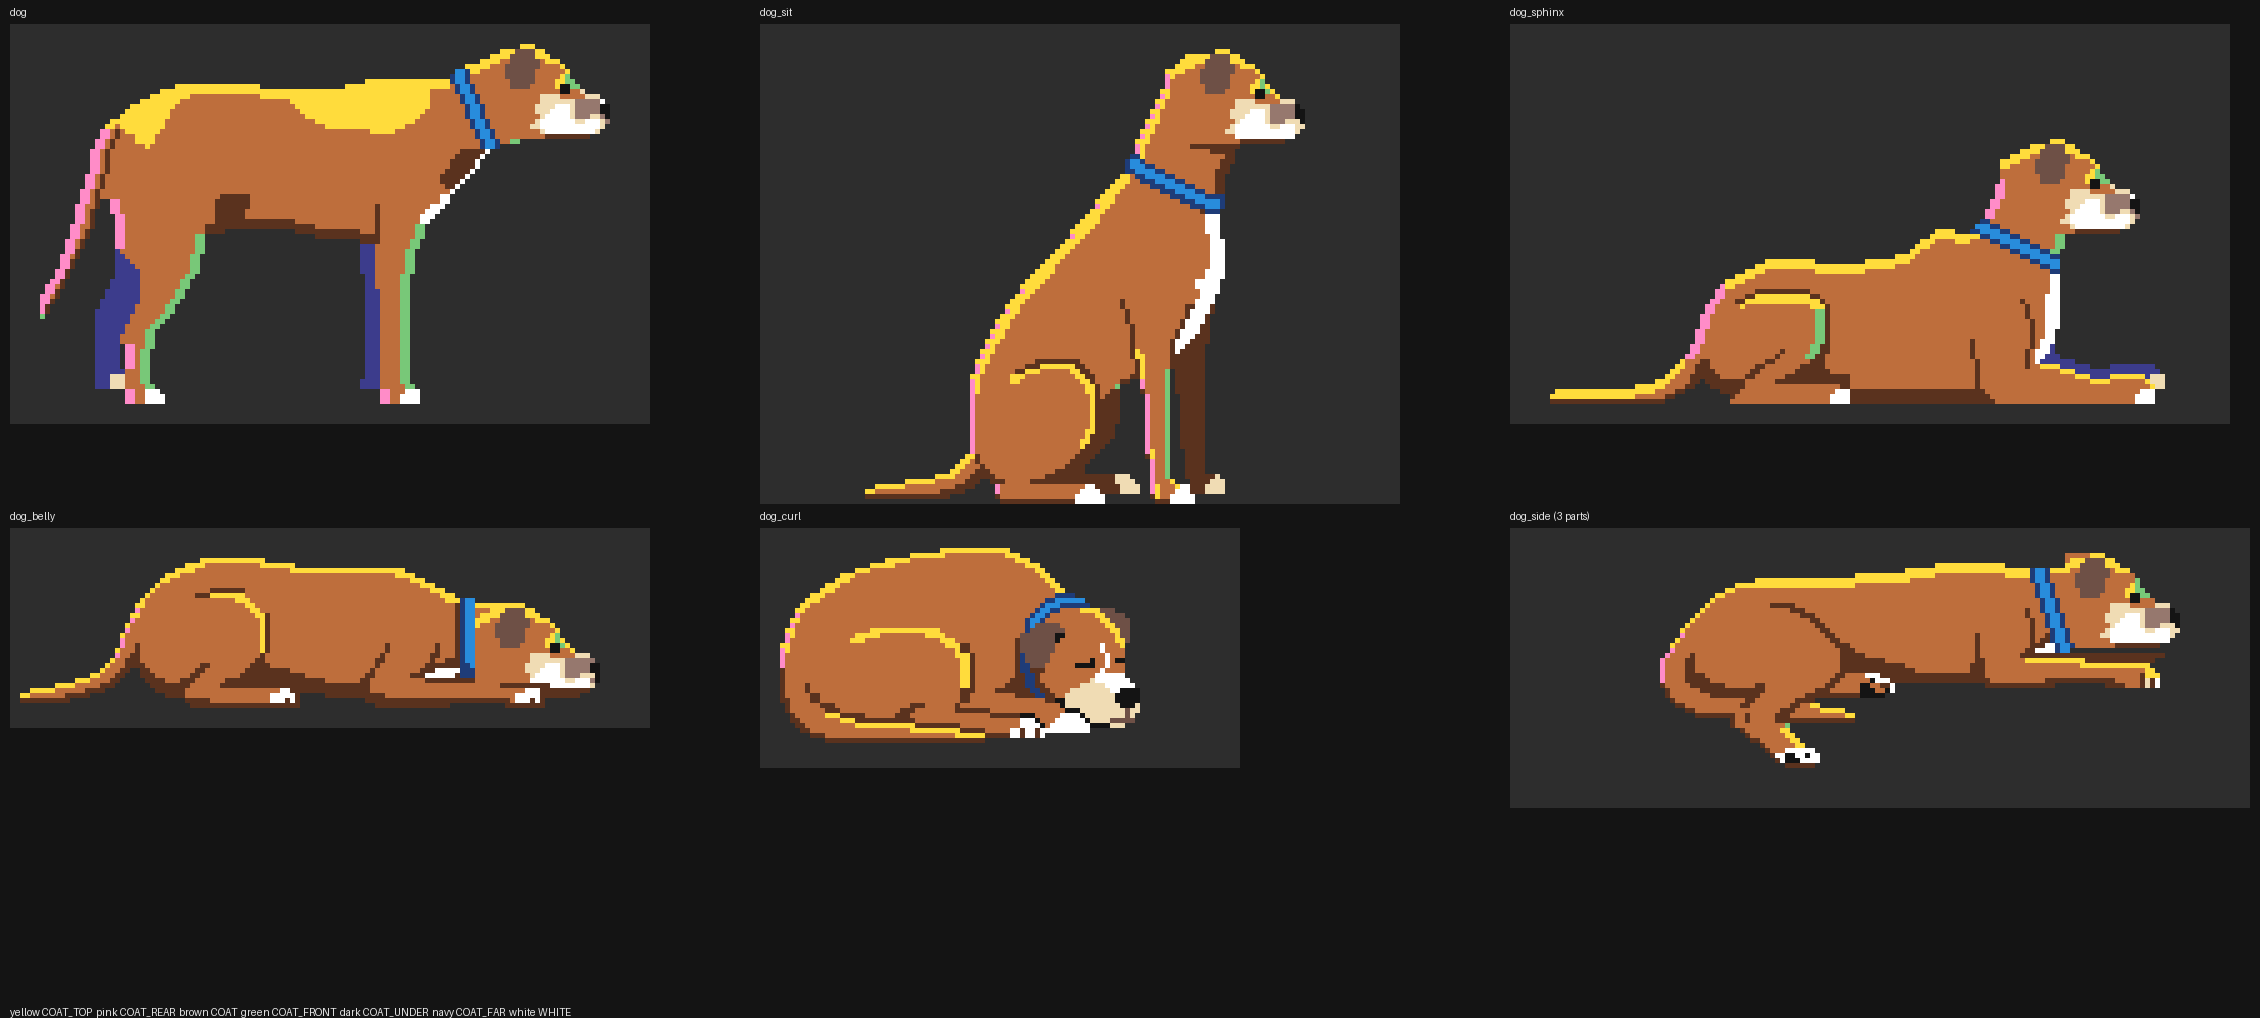 dog
dog_sit
dog_sphinx
dog_belly
dog_curl
dog_side (3 parts)
yellow COAT_TOP pink COAT_REAR brown COAT green COAT_FRONT dark COAT_UNDER navy COAT_FAR white WHITE